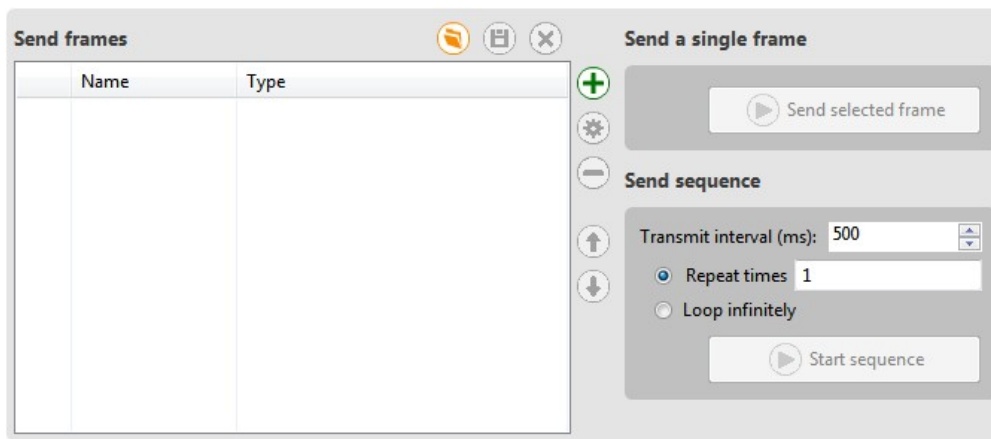 Send frames
Name Type
Send a single frame
Send selected frame
Send sequence
Transmit interval (ms): 500
Repeat times 1
Loop infinitely
Start sequence